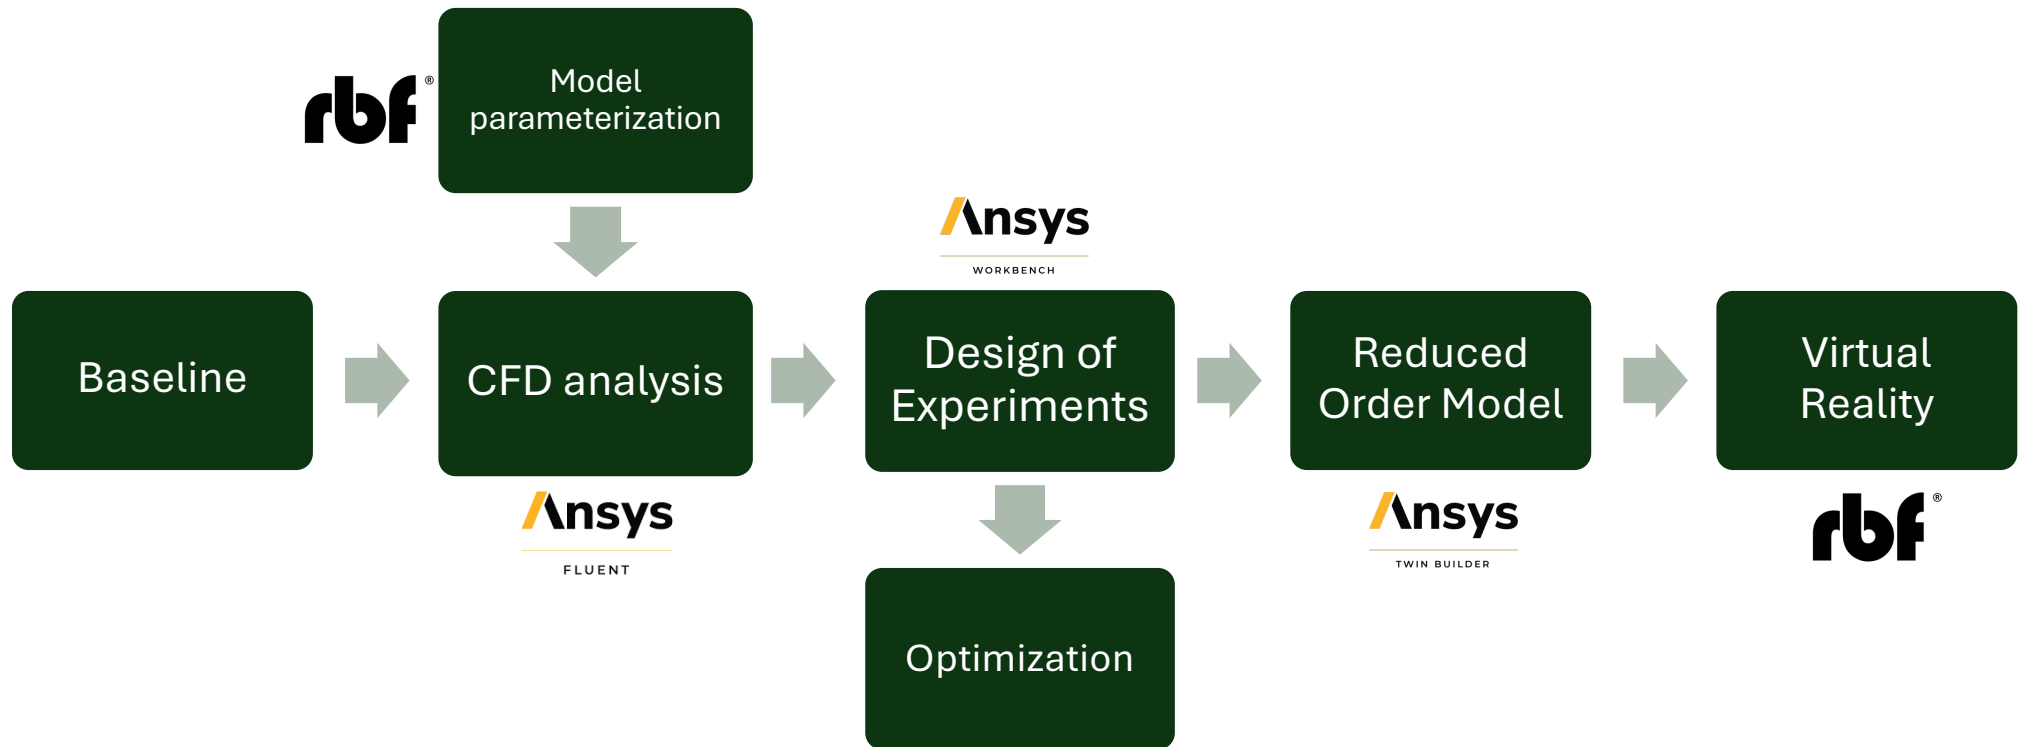 Model
parameterization
rbf®
Ansys
WORKBENCH
Baseline
CFD analysis
Design of
Experiments
Reduced
Order Model
Virtual
Reality
Ansys
FLUENT
Ansys
TWIN BUILDER
rbf®
Optimization